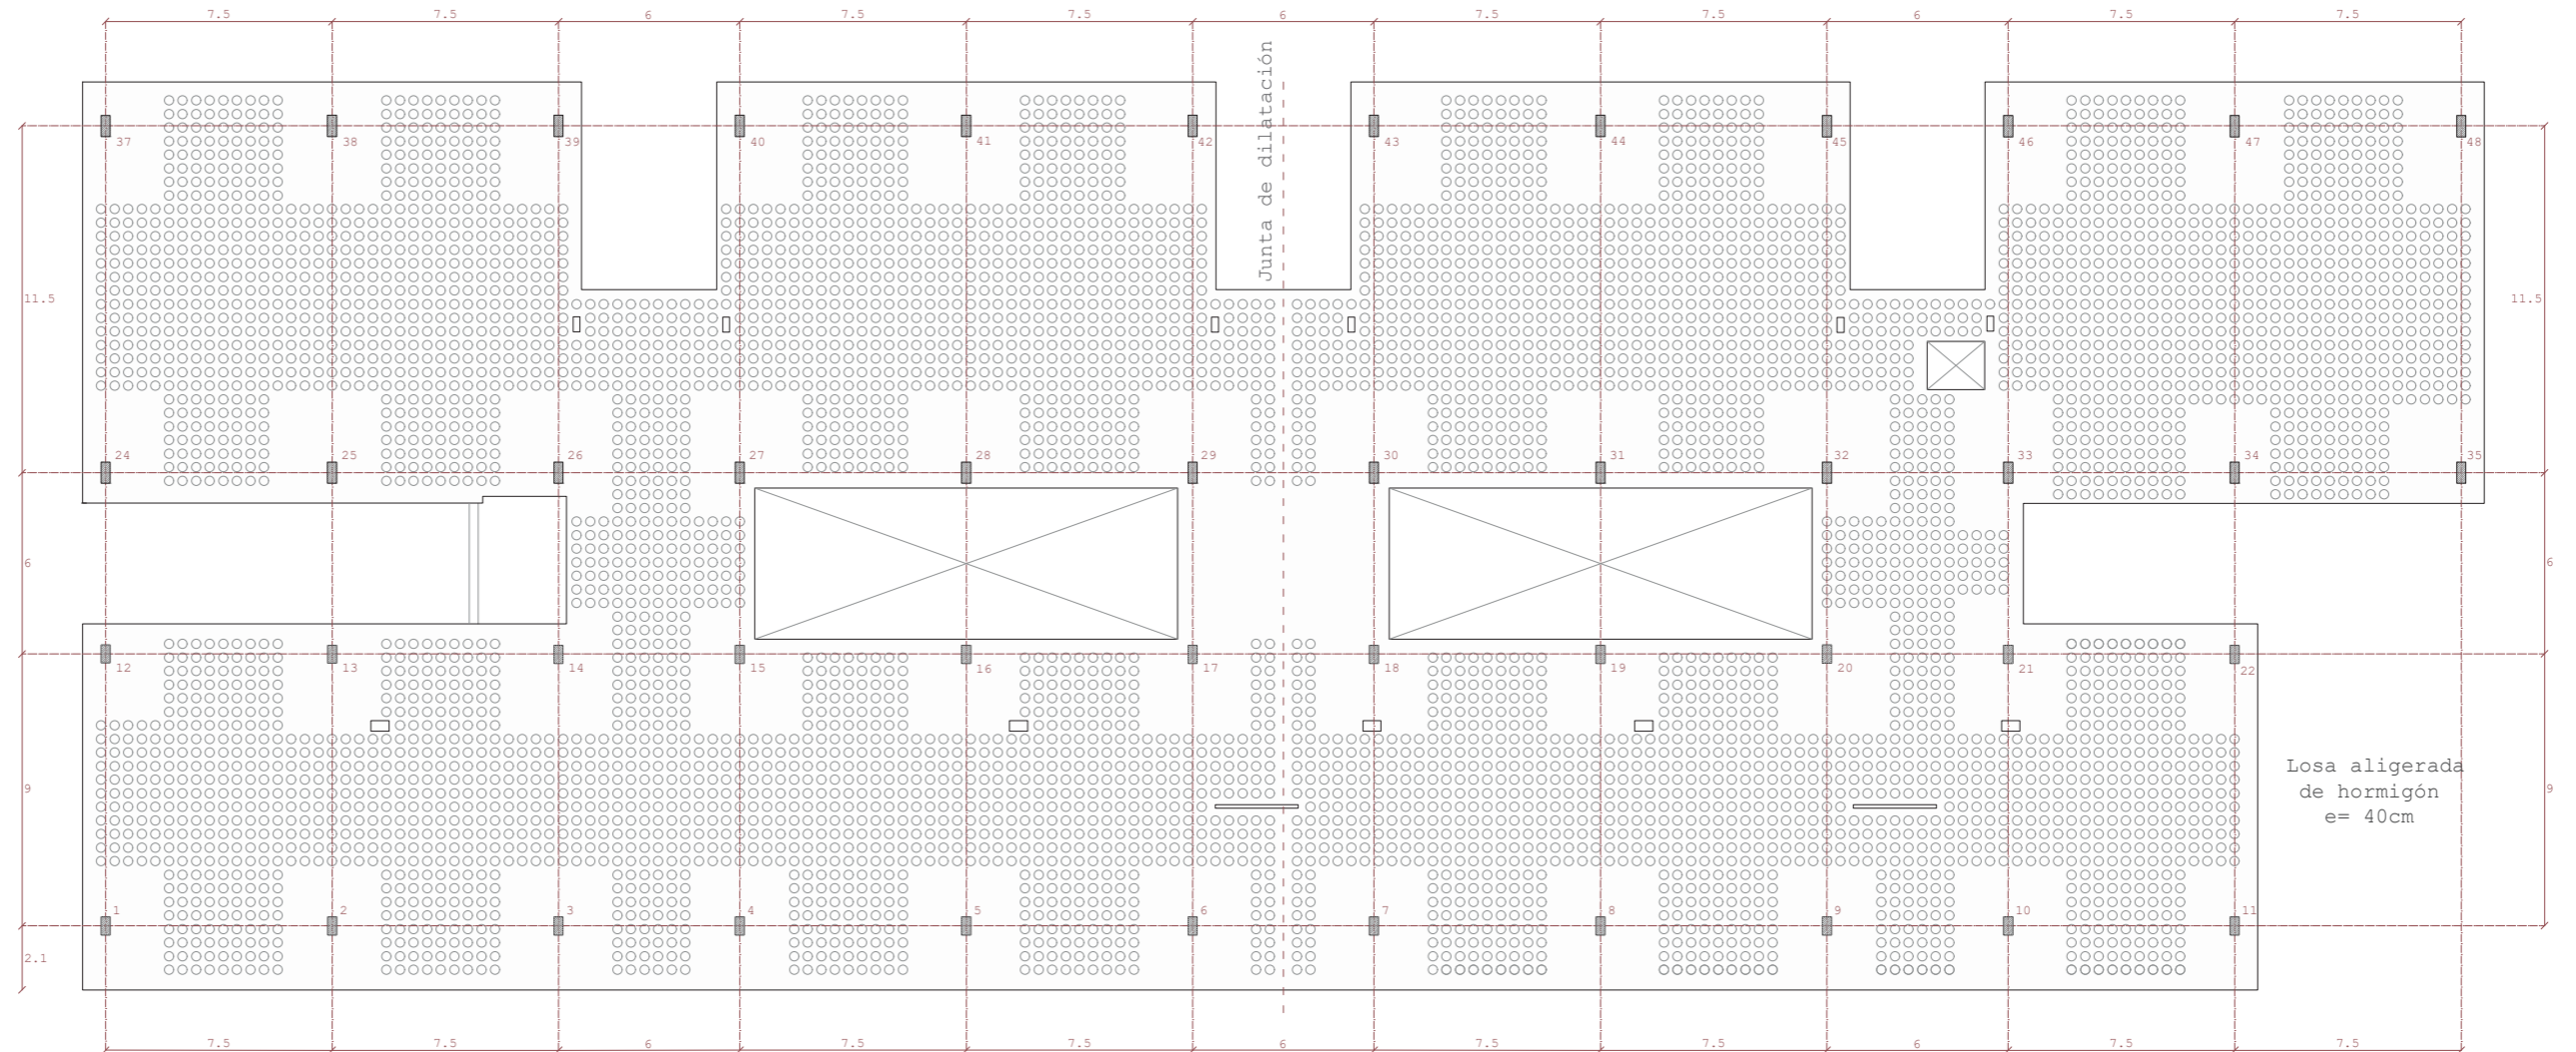 7.5 7.5 6 7.5 7.5 6 7.5 7.5 6 7.5 7.5
Junta de dilatación
37 38 39 40 41 42 43 44 45 46 47 48
11.5 11.5
24 25 26 27 28 29 30 31 32 33 34 35
6 6
12 13 14 15 16 17 18 19 20 21 22
9 9
Losa aligerada
de hormigón
e= 40cm
1 2 3 4 5 6 7 8 9 10 11
2.1
7.5 7.5 6 7.5 7.5 6 7.5 7.5 6 7.5 7.5